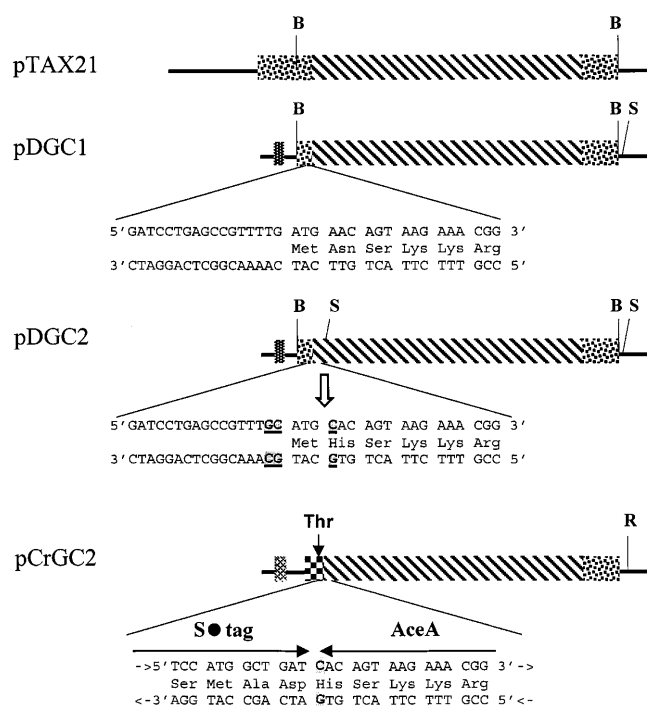 B B
pTAX21
B B S
pDGC1
5'GATCCTGAGCCGTTTTGATG AAC AGT AAG AAA CGG 3'
Met Asn Ser Lys Lys Arg
3'CTAGGACTCGGCAAAAC TAC TTG TCA TTC TTT GCC 5'
B S B S
pDGC2
5'GATCCTGAGCCGTTTGC ATG CAC AGT AAG AAA CGG 3'
Met His Ser Lys Lys Arg
3'CTAGGACTCGGCAAACG TAC GTG TCA TTC TTT GCC 5'
Thr R
pCrGC2
S●tag AceA
->5'TCC ATG GCT GAT CAC AGT AAG AAA CGG 3'->
Ser Met Ala Asp His Ser Lys Lys Arg
<-3'AGG TAC CGA CTA GTG TCA TTC TTT GCC 5'<-